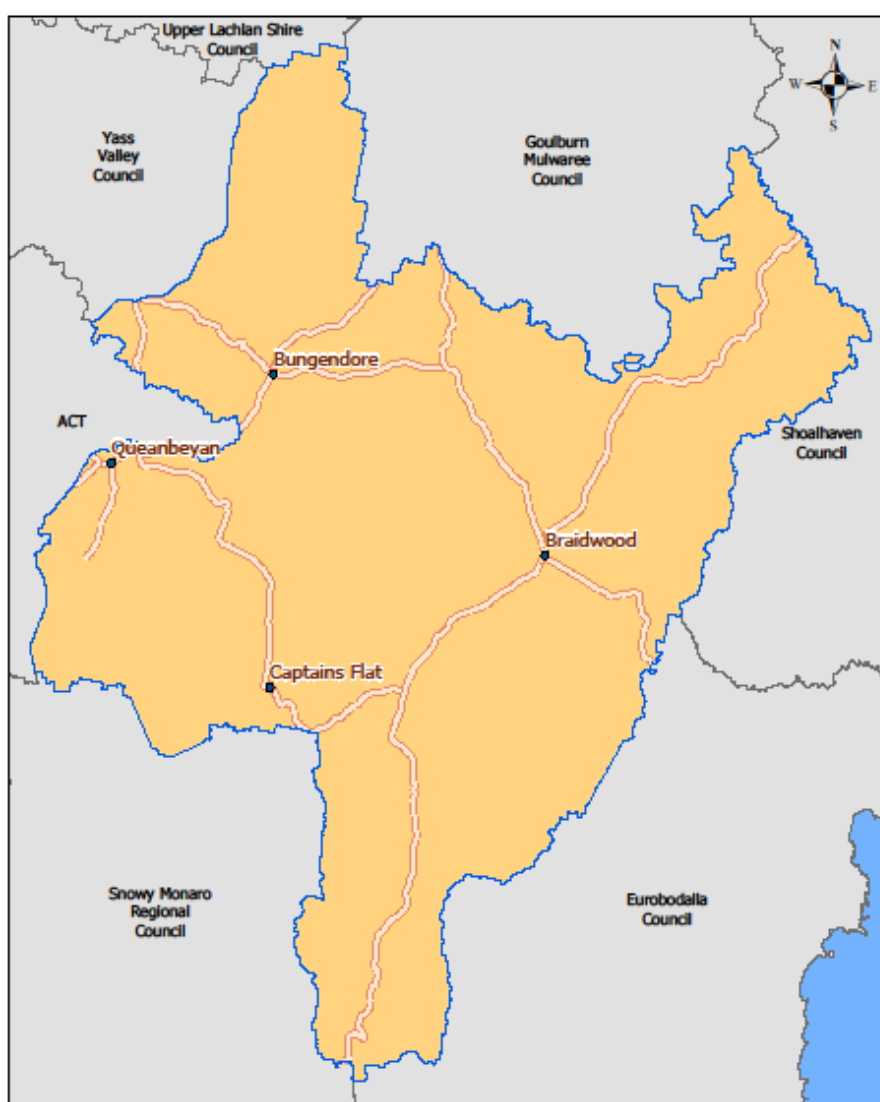 Upper Lachlan Shire
Council
N
W
E
S
Yass
Valley
Council
Goulburn
Mulwaree
Council
Bungendore
ACT
Queanbeyan
Shoalhaven
Council
Braidwood
Captains Flat
Snowy Monaro
Regional
Council
Eurobodalla
Council